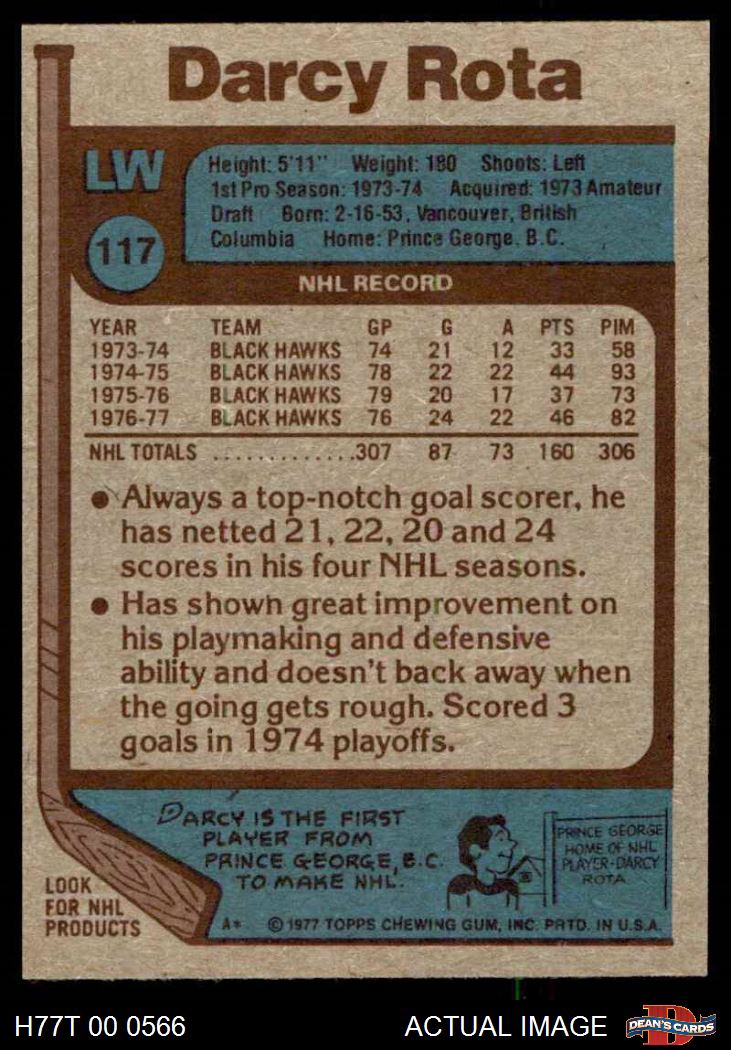 Darcy Rota
LW
117
Height: 5'11" Weight: 180 Shoots: Left
1st Pro Season: 1973-74 Acquired: 1973 Amateur
Draft Born: 2-16-53, Vancouver, British
Columbia Home: Prince George, B.C.
NHL RECORD
YEAR TEAM GP G A PTS PIM
1973-74 BLACK HAWKS 74 21 12 33 58
1974-75 BLACK HAWKS 78 22 22 44 93
1975-76 BLACK HAWKS 79 20 17 37 73
1976-77 BLACK HAWKS 76 24 22 46 82
NHL TOTALS .............307 87 73 160 306
● Always a top-notch goal scorer, he
has netted 21, 22, 20 and 24
scores in his four NHL seasons.
● Has shown great improvement on
his playmaking and defensive
ability and doesn't back away when
the going gets rough. Scored 3
goals in 1974 playoffs.
DARCY IS THE FIRST
PLAYER FROM
PRINCE GEORGE, B.C.
TO MAKE NHL.
PRINCE GEORGE
HOME OF NHL
PLAYER-DARCY
ROTA
LOOK
FOR NHL
PRODUCTS
A* © 1977 TOPPS CHEWING GUM, INC. PRTD. IN U.S.A.
H77T 00 0566 ACTUAL IMAGE
D
DEAN'S CARDS